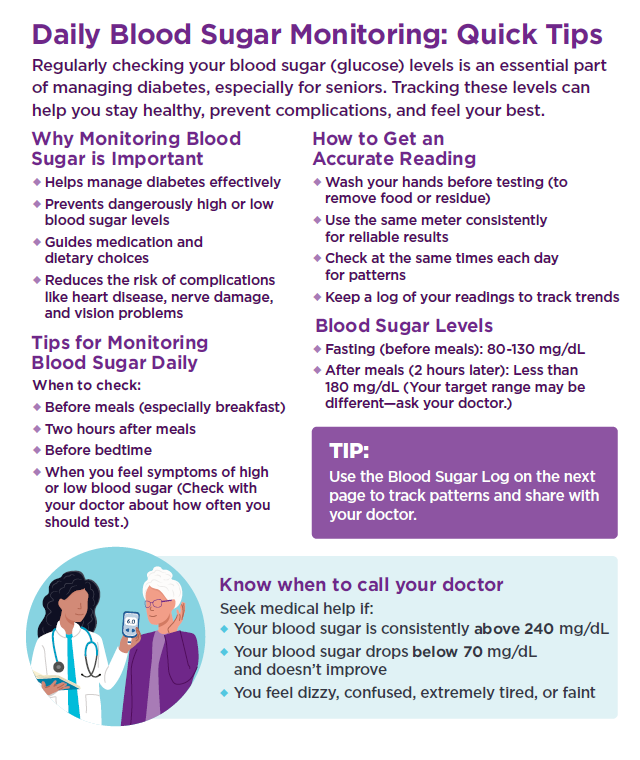 Daily Blood Sugar Monitoring: Quick Tips
Regularly checking your blood sugar (glucose) levels is an essential part
of managing diabetes, especially for seniors. Tracking these levels can
help you stay healthy, prevent complications, and feel your best.
Why Monitoring Blood
Sugar is Important
Helps manage diabetes effectively
Prevents dangerously high or low
blood sugar levels
Guides medication and
dietary choices
Reduces the risk of complications
like heart disease, nerve damage,
and vision problems
Tips for Monitoring
Blood Sugar Daily
When to check:
Before meals (especially breakfast)
Two hours after meals
Before bedtime
When you feel symptoms of high
or low blood sugar (Check with
your doctor about how often you
should test.)
How to Get an
Accurate Reading
Wash your hands before testing (to
remove food or residue)
Use the same meter consistently
for reliable results
Check at the same times each day
for patterns
Keep a log of your readings to track trends
Blood Sugar Levels
Fasting (before meals): 80-130 mg/dL
After meals (2 hours later): Less than
180 mg/dL (Your target range may be
different—ask your doctor.)
TIP:
Use the Blood Sugar Log on the next
page to track patterns and share with
your doctor.
6.0
Know when to call your doctor
Seek medical help if:
Your blood sugar is consistently above 240 mg/dL
Your blood sugar drops below 70 mg/dL
and doesn't improve
You feel dizzy, confused, extremely tired, or faint